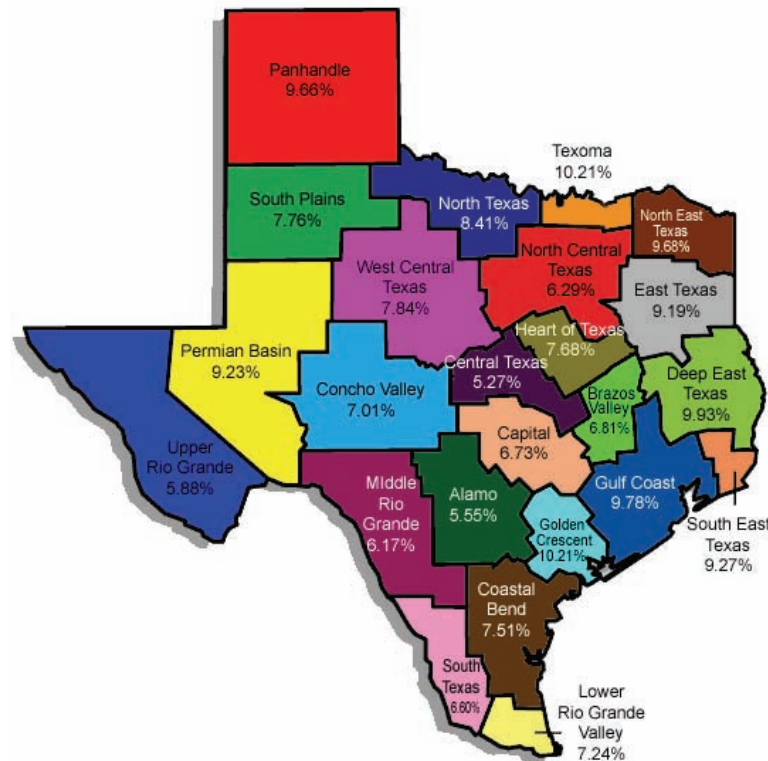 Panhandle
9.66%
Texoma
10.21%
South Plains
7.76%
North Texas
8.41%
North East
Texas
9.68%
West Central
Texas
7.84%
North Central
Texas
6.29%
East Texas
9.19%
Permian Basin
9.23%
Heart of Texas
7.68%
Central Texas
5.27%
Concho Valley
7.01%
Brazos
Valley
6.81%
Deep East
Texas
9.93%
Upper
Rio Grande
5.88%
Capital
6.73%
MIddle
Rio
Grande
6.17%
Alamo
5.55%
Gulf Coast
9.78%
Golden
Crescent
10.21%
South East
Texas
9.27%
Coastal
Bend
7.51%
South
Texas
6.60%
Lower
Rio Grande
Valley
7.24%